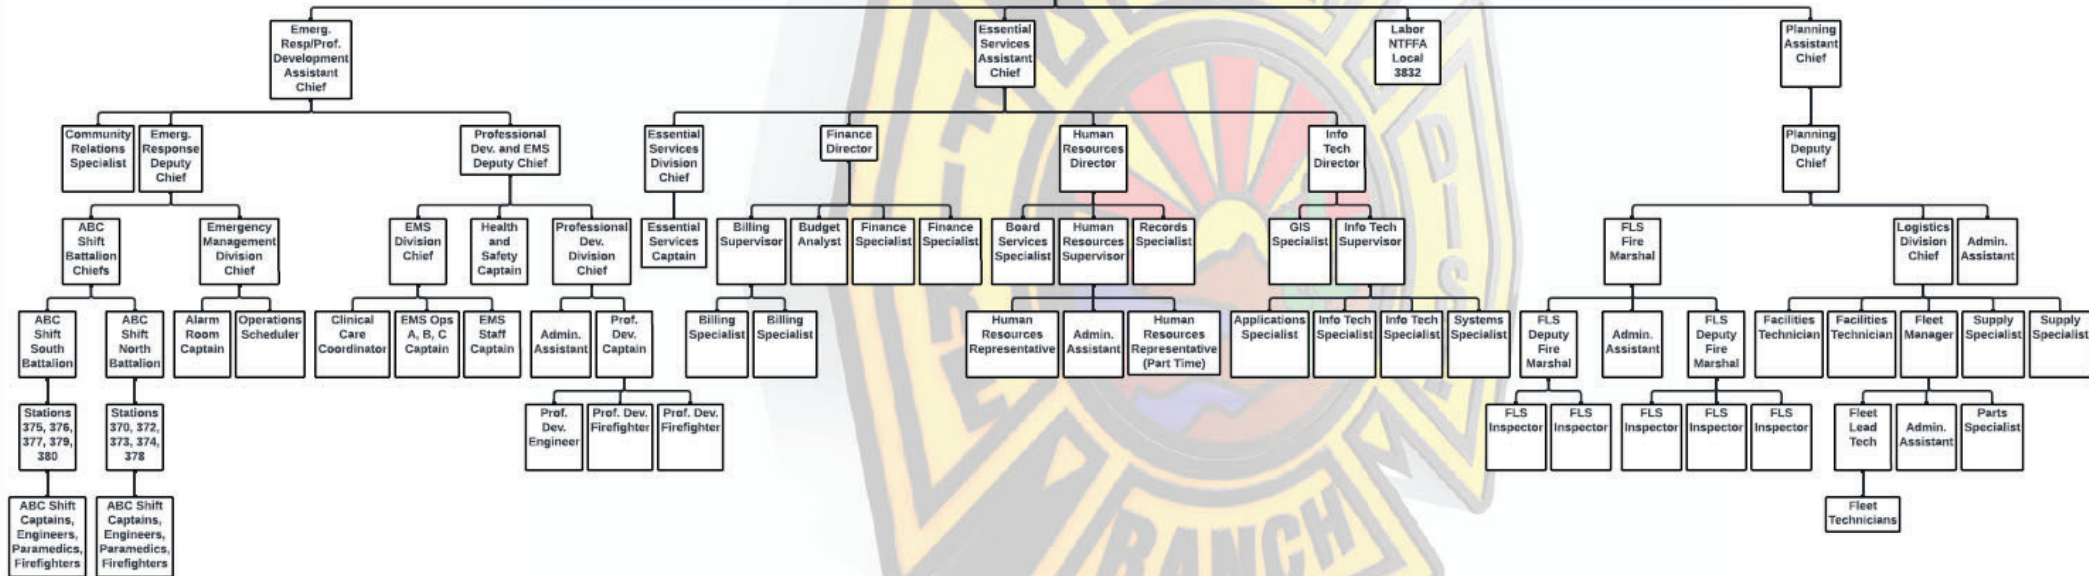 Emerg.
Resp/Prof.
Development
Assistant
Chief
Essential
Services
Assistant
Chief
Labor
NTFFA
Local
3832
Planning
Assistant
Chief
Community
Relations
Specialist
Emerg.
Response
Deputy
Chief
Professional
Dev. and EMS
Deputy Chief
Essential
Services
Division
Chief
Finance
Director
Human
Resources
Director
Info
Tech
Director
Planning
Deputy
Chief
ABC
Shift
Battalion
Chiefs
Emergency
Management
Division
Chief
EMS
Division
Chief
Health
and
Safety
Captain
Professional
Dev.
Division
Chief
Essential
Services
Captain
Billing
Supervisor
Budget
Analyst
Finance
Specialist
Finance
Specialist
Board
Services
Specialist
Human
Resources
Supervisor
Records
Specialist
GIS
Specialist
Info Tech
Supervisor
FLS
Fire
Marshal
Logistics
Division
Chief
Admin.
Assistant
ABC
Shift
South
Battalion
ABC
Shift
North
Battalion
Alarm
Room
Captain
Operations
Scheduler
Clinical
Care
Coordinator
EMS Ops
A, B, C
Captain
EMS
Staff
Captain
Admin.
Assistant
Prof.
Dev.
Captain
Billing
Specialist
Billing
Specialist
Human
Resources
Representative
Admin.
Assistant
Human
Resources
Representative
(Part Time)
Applications
Specialist
Info Tech
Specialist
Info Tech
Specialist
Systems
Specialist
FLS
Deputy
Fire
Marshal
Admin.
Assistant
FLS
Deputy
Fire
Marshal
Facilities
Technician
Facilities
Technician
Fleet
Manager
Supply
Specialist
Supply
Specialist
Stations
375, 376,
377, 379,
380
Stations
370, 372,
373, 374,
378
Prof.
Dev.
Engineer
Prof. Dev.
Firefighter
Prof. Dev.
Firefighter
FLS
Inspector
FLS
Inspector
FLS
Inspector
FLS
Inspector
FLS
Inspector
Fleet
Lead
Tech
Admin.
Assistant
Parts
Specialist
ABC Shift
Captains,
Engineers,
Paramedics,
Firefighters
ABC Shift
Captains,
Engineers,
Paramedics,
Firefighters
Fleet
Technicians
RANCH